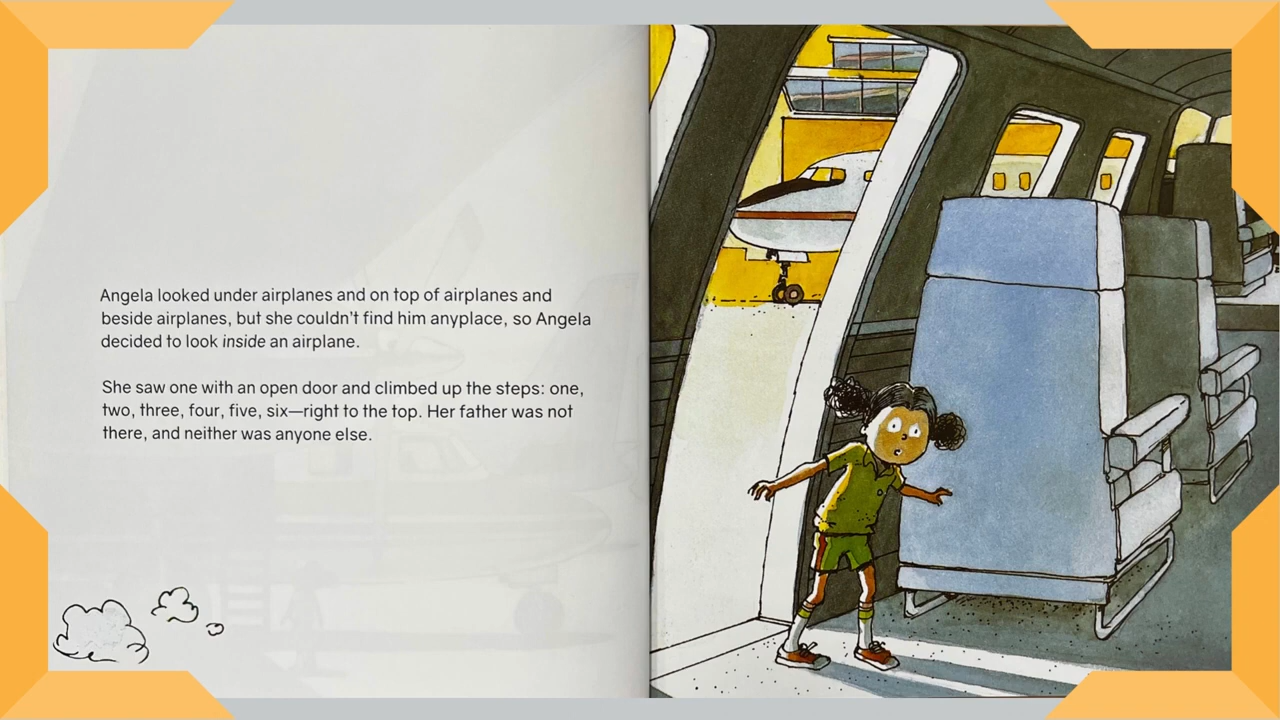 Angela looked under airplanes and on top of airplanes and
beside airplanes, but she couldn't find him anyplace, so Angela
decided to look inside an airplane.
She saw one with an open door and climbed up the steps: one,
two, three, four, five, six—right to the top. Her father was not
there, and neither was anyone else.